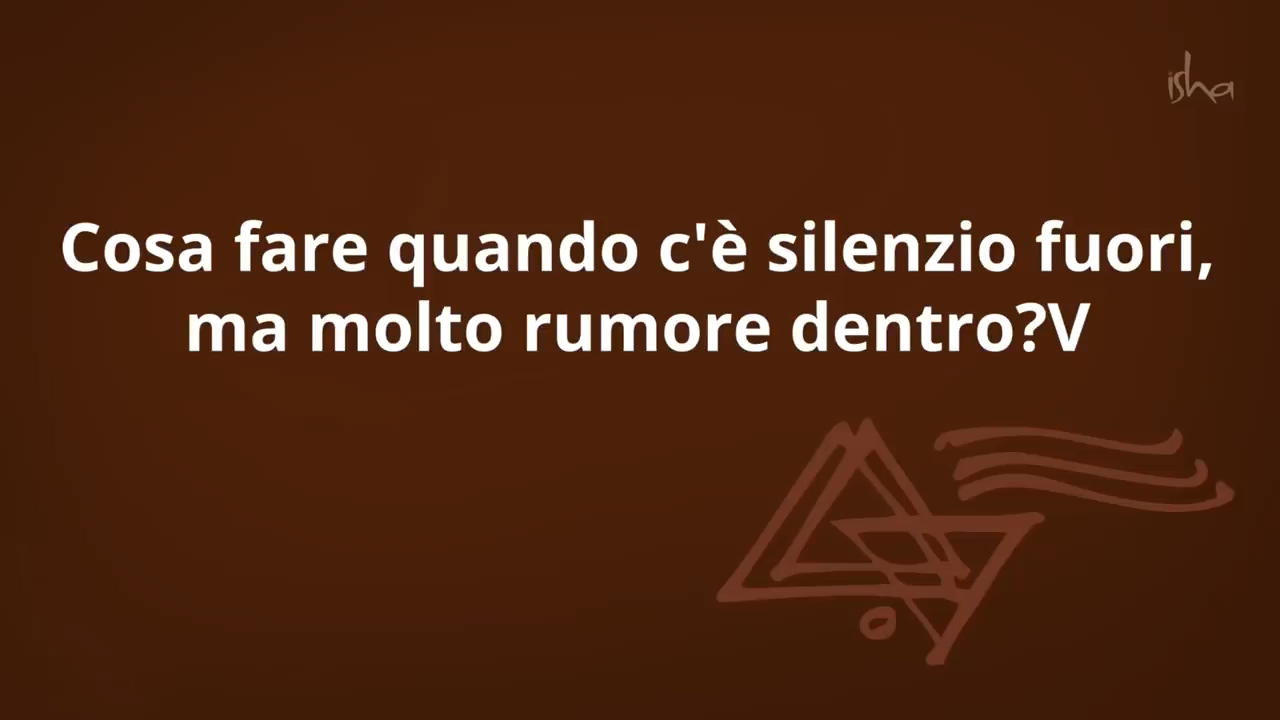 isha
Cosa fare quando c'è silenzio fuori,
ma molto rumore dentro?V